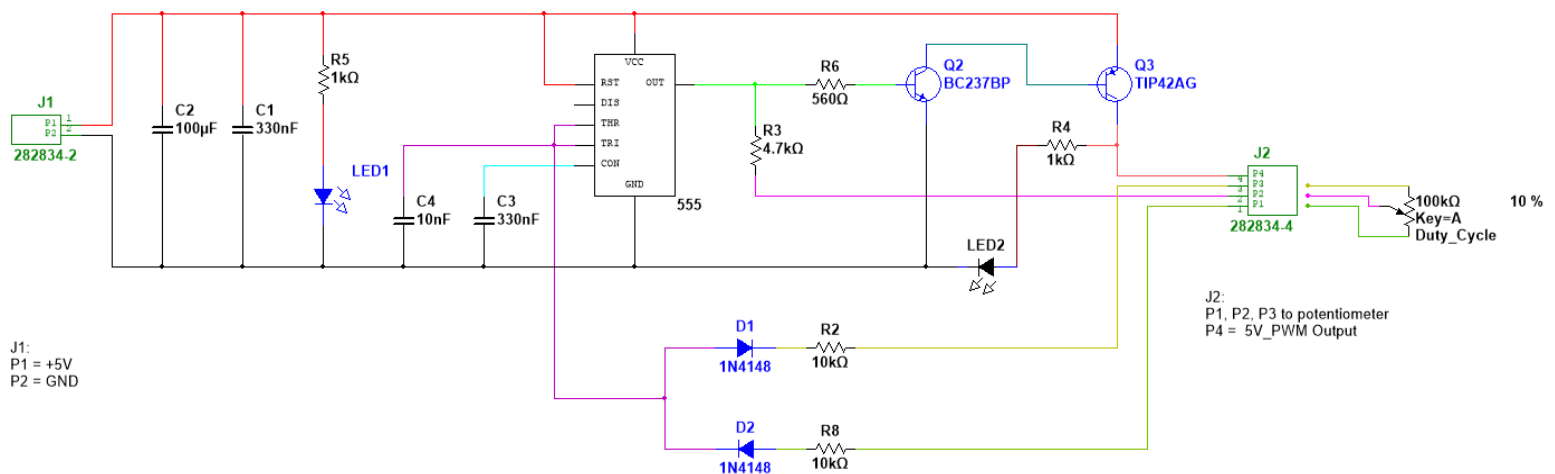 J1
P1 1
P2 2
282834-2
C2
100µF
C1
330nF
R5
1kΩ
LED1
C4
10nF
C3
330nF
VCC
RST
OUT
DIS
THR
TRI
CON
GND
555
R6
560Ω
R3
4.7kΩ
Q2
BC237BP
Q3
TIP42AG
R4
1kΩ
LED2
J2
P4 4
P3 3
P2 2
P1 1
282834-4
100kΩ
10 %
Key=A
Duty_Cycle
J2:
P1, P2, P3 to potentiometer
P4 = 5V_PWM Output
J1:
P1 = +5V
P2 = GND
D1
1N4148
R2
10kΩ
D2
1N4148
R8
10kΩ